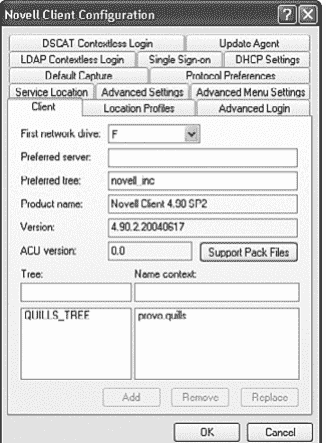 Novell Client Configuration
DSCAT Contextless Login Update Agent
LDAP Contextless Login Single Sign-on DHCP Settings
Default Capture Protocol Preferences
Service Location Advanced Settings Advanced Menu Settings
Client Location Profiles Advanced Login
First network drive: F
Preferred server:
Preferred tree: novell_inc
Product name: Novell Client 4.90 SP2
Version: 4.90.2.20040617
ACU version: 0.0 Support Pack Files
Tree: Name context:
QUILLS_TREE provo.quills
Add Remove Replace
OK Cancel